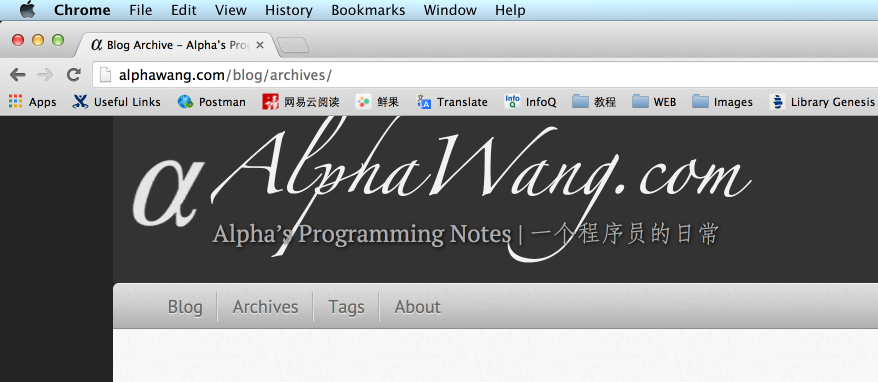 Chrome File Edit View History Bookmarks Window Help
α Blog Archive – Alpha's Pro
alphawang.com/blog/archives/
Apps Useful Links Postman 网易云阅读 鲜果 Translate InfoQ InfoQ 教程 WEB Images Library Genesis
α AlphaWang.com
Alpha's Programming Notes | 一个程序员的日常
Blog Archives Tags About